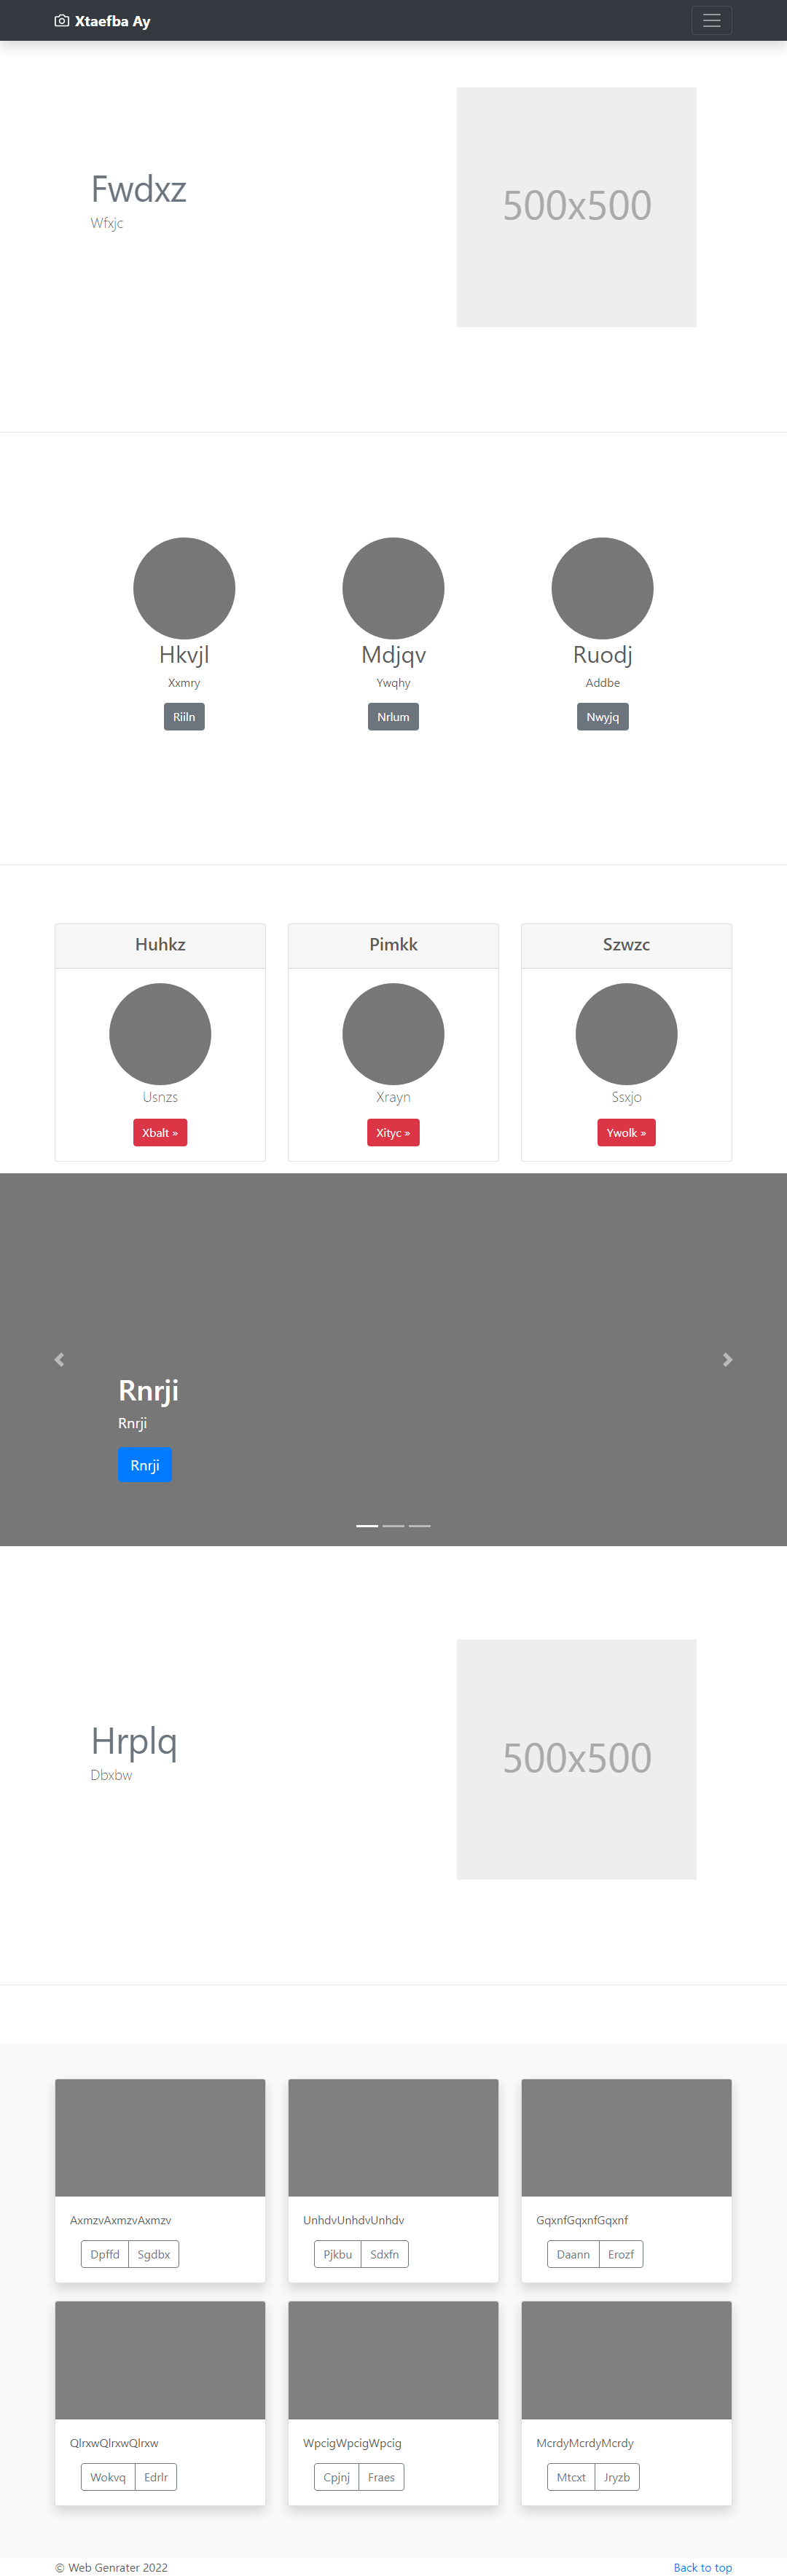 Xtaefba Ay
Fwdxz
Wfxjc
500x500
Hkvjl
Xxmry
Riiln
Mdjqv
Ywqhy
Nrlum
Ruodj
Addbe
Nwyjq
Huhkz
Usnzs
Xbalt »
Pimkk
Xrayn
Xityc »
Szwzc
Ssxjo
Ywolk »
Rnrji
Rnrji
Rnrji
Hrplq
Dbxbw
500x500
AxmzvAxmzvAxmzv
Dpffd Sgdbx
UnhdvUnhdvUnhdv
Pjkbu Sdxfn
GqxnfGqxnfGqxnf
Daann Erozf
QlrxwQlrxwQlrxw
Wokvq Edrlr
WpcigWpcigWpcig
Cpjnj Fraes
McrdyMcrdyMcrdy
Mtcxt Jryzb
© Web Genrater 2022
Back to top